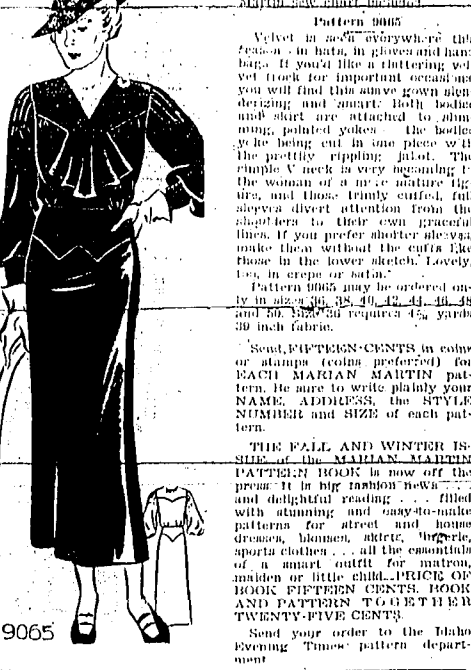 Pattern 9065
Velvet is seen everywhere this
season - in hats, in gloves and hand
bags. If you'd like a flattering vel-
vet frock for important occasions
you will find this suave gown slen-
derizing and smart. Both bodice
and skirt are attached to slim-
ming, pointed yokes - the bodice
yoke being cut in one piece with
the prettily rippling jabot. The
simple V neck is very becoming to
the woman of a more mature fig-
ure, and those trimly cuffed, full
sleeves divert attention from the
shoulders to their own graceful
lines. If you prefer shorter sleeves,
make them without the cuffs like
those in the lower sketch. Lovely,
too, in crepe or satin.
Pattern 9065 may be ordered on-
ly in sizes 36, 38, 40, 42, 44, 46, 48
and 50. Size 36 requires yards
39 inch fabric.
Send FIFTEEN CENTS in coins
or stamps (coins preferred) for
EACH MARIAN MARTIN pat-
tern. Be sure to write plainly your
NAME, ADDRESS, the STYLE
NUMBER and SIZE of each pat-
tern.
THE FALL AND WINTER IS-
SUE of the MARIAN MARTIN
PATTERN BOOK is now off the
press. It is big fashion news . . .
and delightful reading . . . filled
with stunning and easy-to-make
patterns for street and house
dresses, blouses, skirts, lingerie,
sports clothes . . . all the essentials
of a smart outfit for matron,
maiden or little child. PRICE OF
BOOK FIFTEEN CENTS. BOOK
AND PATTERN TOGETHER
TWENTY-FIVE CENTS.
Send your order to the Idaho
Evening Times pattern depart-
ment
9065